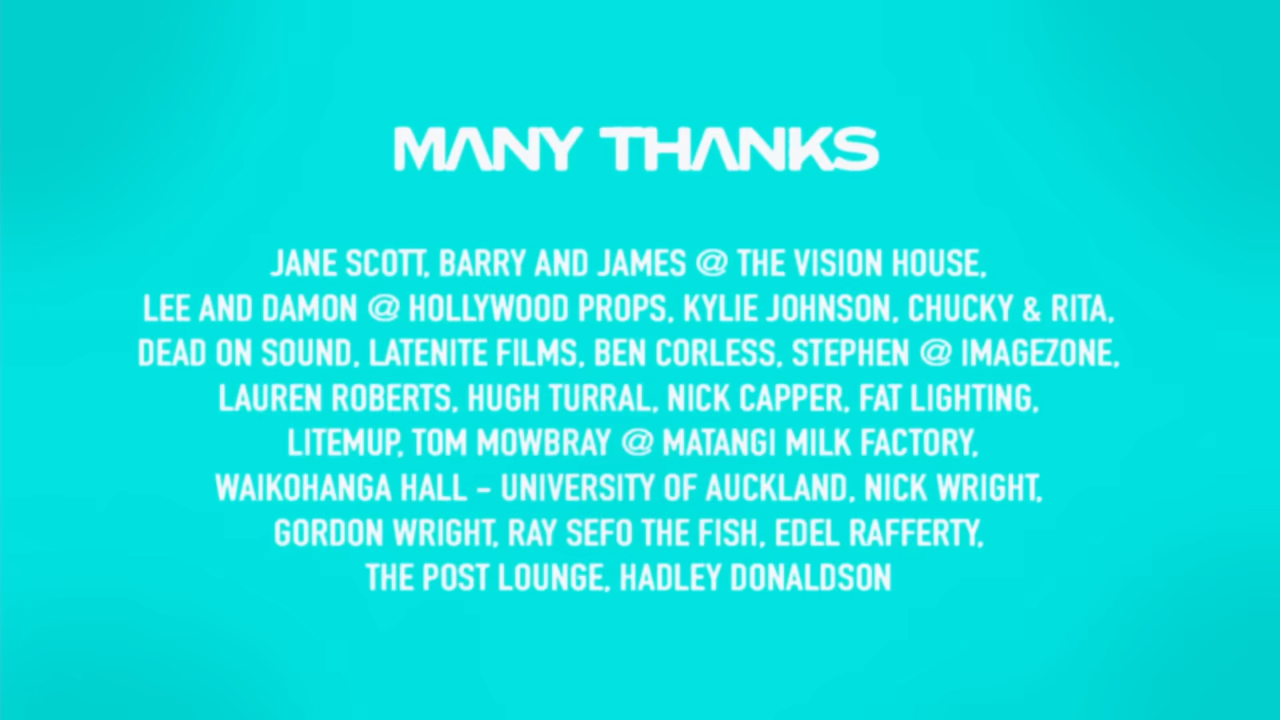 MANY THANKS
JANE SCOTT, BARRY AND JAMES @ THE VISION HOUSE,
LEE AND DAMON @ HOLLYWOOD PROPS, KYLIE JOHNSON, CHUCKY & RITA,
DEAD ON SOUND, LATENITE FILMS, BEN CORLESS, STEPHEN @ IMAGEZONE,
LAUREN ROBERTS, HUGH TURRAL, NICK CAPPER, FAT LIGHTING,
LITEMUP, TOM MOWBRAY @ MATANGI MILK FACTORY,
WAIKOHANGA HALL - UNIVERSITY OF AUCKLAND, NICK WRIGHT,
GORDON WRIGHT, RAY SEFO THE FISH, EDEL RAFFERTY,
THE POST LOUNGE, HADLEY DONALDSON